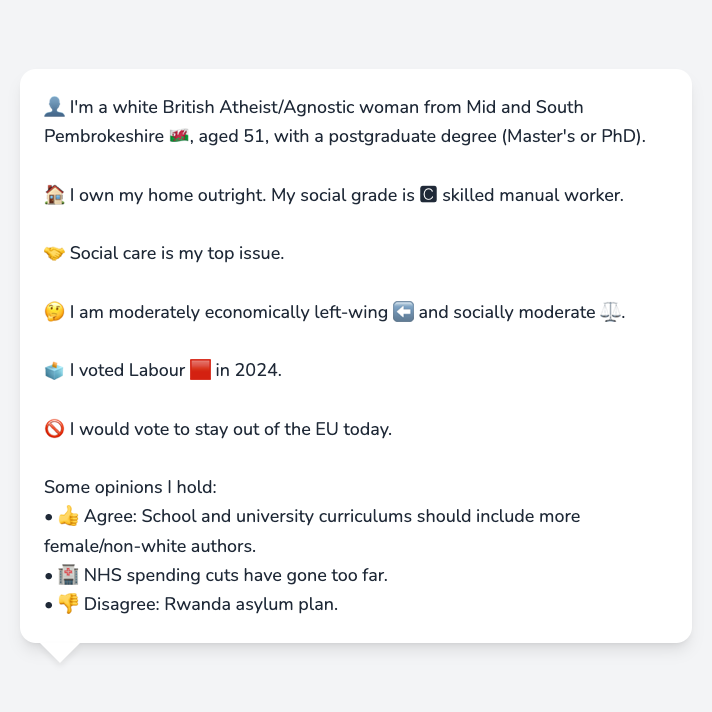 👤 I'm a white British Atheist/Agnostic woman from Mid and South
Pembrokeshire 🏴󠁧󠁢󠁷󠁬󠁳󠁿, aged 51, with a postgraduate degree (Master's or PhD).
🏠 I own my home outright. My social grade is 🅲 skilled manual worker.
🤝 Social care is my top issue.
🤔 I am moderately economically left-wing ⬅️ and socially moderate ⚖️.
🗳️ I voted Labour 🟥 in 2024.
🚫 I would vote to stay out of the EU today.
Some opinions I hold:
• 👍 Agree: School and university curriculums should include more
female/non-white authors.
• 🏥 NHS spending cuts have gone too far.
• 👎 Disagree: Rwanda asylum plan.